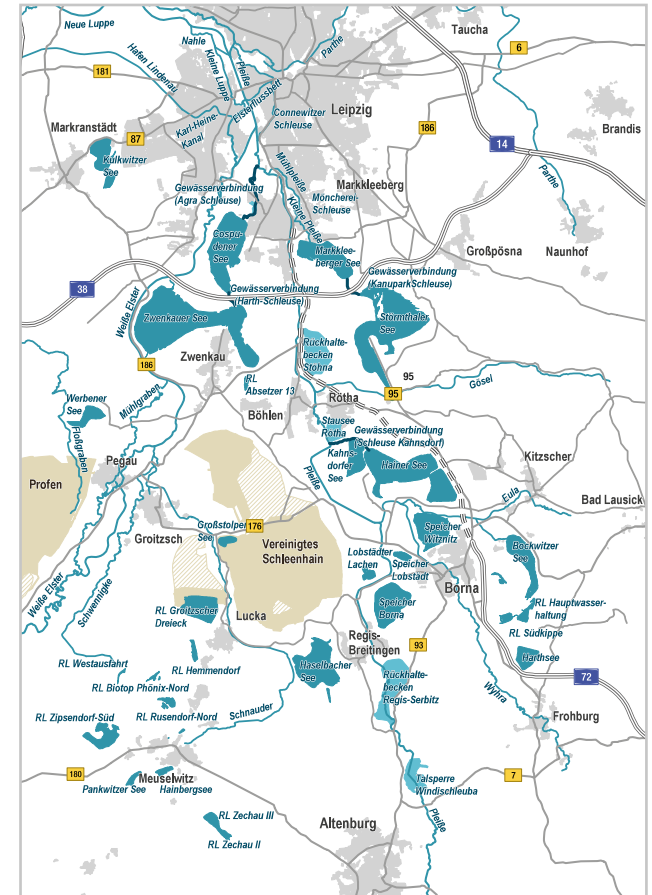 Neue Luppe
Nahle
Taucha
Parthe
6
Hafen Lindenau
Kleine Luppe
Pleiße
181
Elsterflussbett
Leipzig
Connewitzer
Schleuse
Karl-Heine-
Kanal
Markranstädt
87
186
Brandis
14
Kulkwitzer
See
Mühlpleiße
Parthe
Gewässerverbindung
(Agra Schleuse)
Markkleeberg
Kleine Pleiße
Möncherei-
Schleuse
Cospu-
dener
See
Markklee-
berger See
Großpösna
Naunhof
Gewässerverbindung
(KanuparkSchleuse)
38
Gewässerverbindung
(Harth-Schleuse)
Weiße Elster
Zwenkauer See
Störmthaler
See
Rückhalte-
becken
Stöhna
Zwenkau
186
RL
Absetzer 13
95
95
Gösel
Mühlgraben
Werbener
See
Floßgraben
Böhlen
Rötha
Stausee
Rötha
Gewässerverbindung
(Schleuse Kahnsdorf)
Kahns-
dorfer
See
Hainer See
Kitzscher
Pegau
Profen
Pleiße
Eula
Bad Lausick
Großstolper
See
176
Groitzsch
Speicher
Witznitz
Vereinigtes
Schleenhain
Lobstädter
Lachen
Speicher
Lobstädt
Bockwitzer
See
Borna
Weiße Elster
Schwennigke
RL Groitzscher
Dreieck
Lucka
Speicher
Borna
RL Hauptwasser-
haltung
RL Südkippe
Regis-
Breitingen
93
Harthsee
72
RL Westausfahrt
RL Hemmendorf
Haselbacher
See
Rückhalte-
becken
Regis-Serbitz
RL Biotop Phönix-Nord
Wyhra
RL Zipsendorf-Süd
RL Rusendorf-Nord
Schnauder
Frohburg
180
Meuselwitz
Pankwitzer See
Hainbergsee
7
Talsperre
Windischleuba
RL Zechau III
RL Zechau II
Altenburg
Pleiße